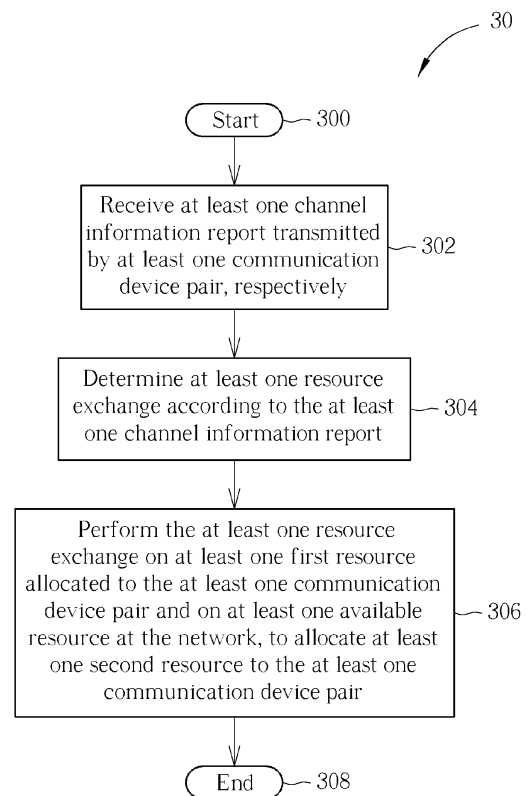 30
Start
300
Receive at least one channel
information report transmitted
by at least one communication
device pair, respectively
302
Determine at least one resource
exchange according to the at least
one channel information report
304
Perform the at least one resource
exchange on at least one first resource
allocated to the at least one communication
device pair and on at least one available
resource at the network, to allocate at least
one second resource to the at least one
communication device pair
306
End
308